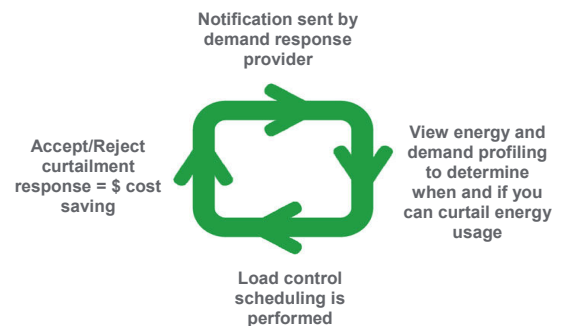 Notification sent by
demand response
provider
View energy and
demand profiling
to determine
when and if you
can curtail energy
usage
Load control
scheduling is
performed
Accept/Reject
curtailment
response = $ cost
saving